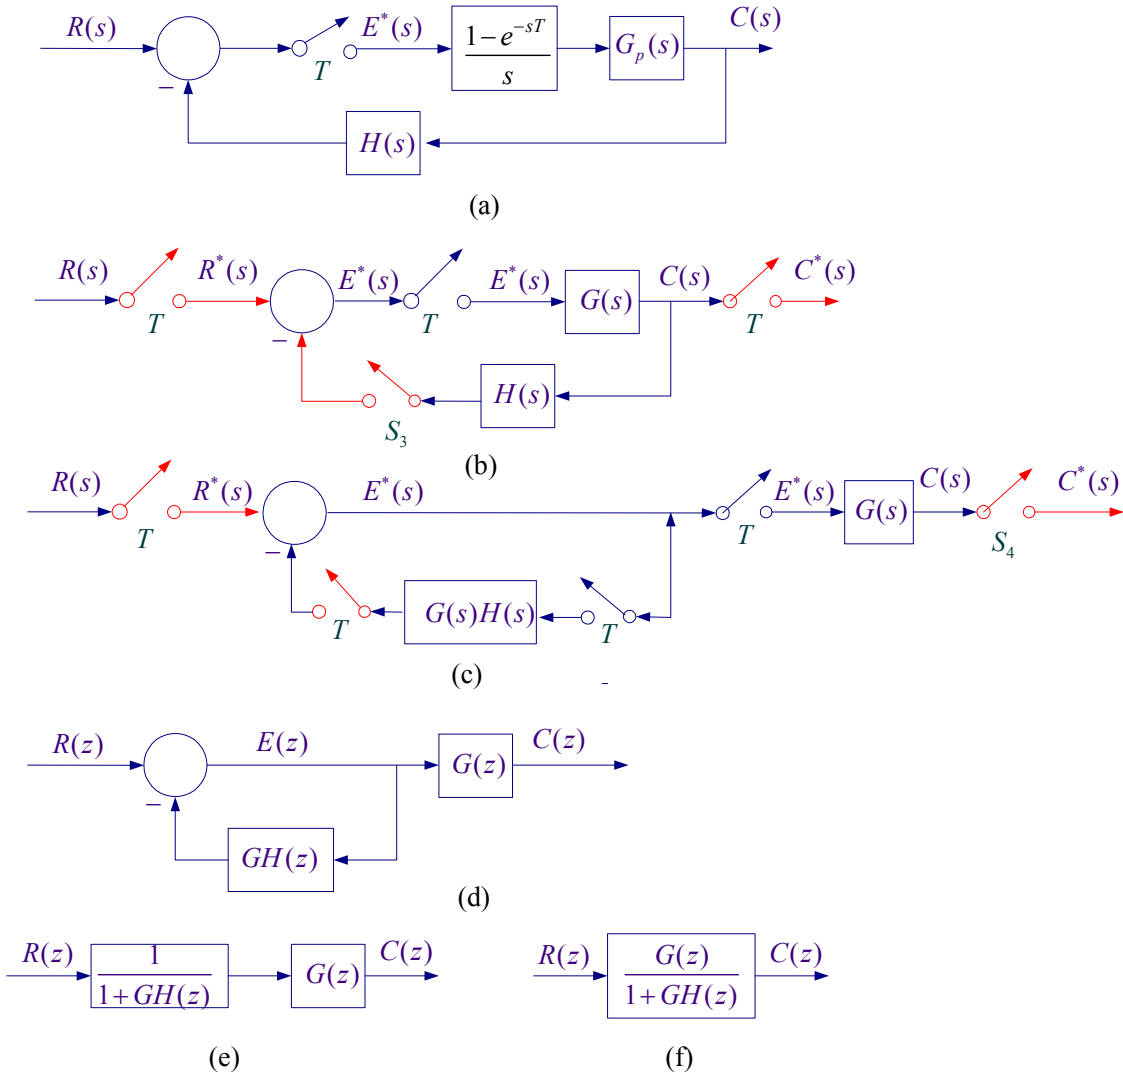 R(s) E*(s) C(s)
1−e^{−sT}
s
G_p(s)
T
−
H(s)
(a)
R(s) R*(s) E*(s) E*(s) C(s) C*(s)
G(s)
T − T T
H(s)
S_3
(b)
R(s) R*(s) E*(s) E*(s) C(s) C*(s)
G(s)
T − T S_4
G(s)H(s)
T T
(c)
R(z) E(z) C(z)
G(z)
−
GH(z)
(d)
R(z) C(z) R(z) C(z)
1 G(z)
1+GH(z)
G(z)
1+GH(z)
(e) (f)